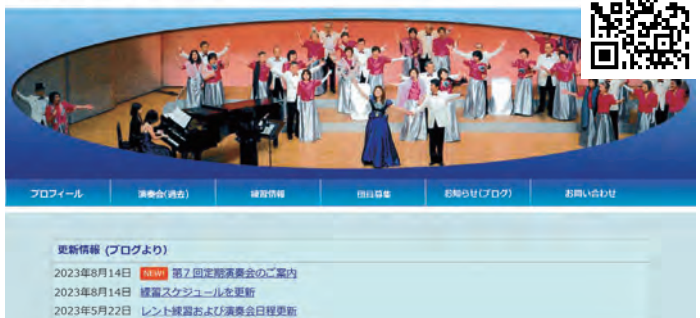 プロフィール 演奏会(過去) 練習情報 団員募集 お知らせ(ブログ) お問い合わせ
更新情報 (ブログより)
2023年8月14日 NEW! 第7回定期演奏会のご案内
2023年8月14日 練習スケジュールを更新
2023年5月22日 レント練習および演奏会日程更新